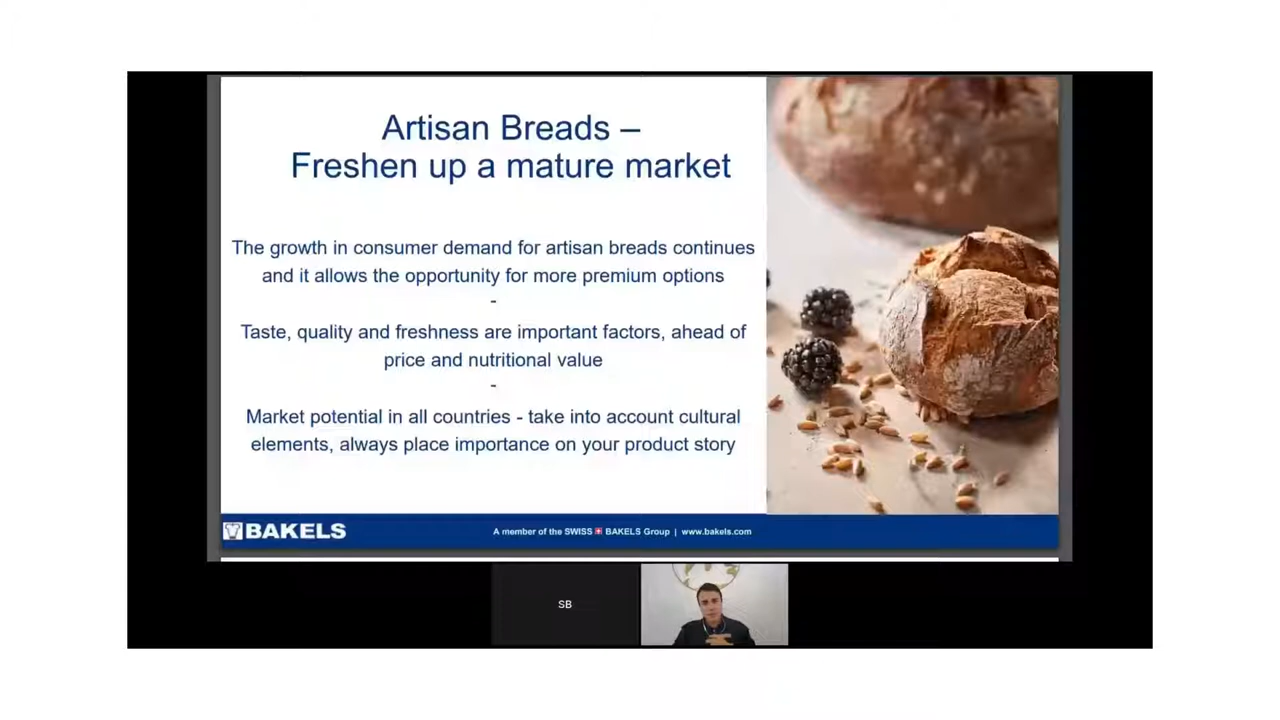 Artisan Breads –
Freshen up a mature market
The growth in consumer demand for artisan breads continues
and it allows the opportunity for more premium options
-
Taste, quality and freshness are important factors, ahead of
price and nutritional value
-
Market potential in all countries - take into account cultural
elements, always place importance on your product story
BAKELS
A member of the SWISS BAKELS Group | www.bakels.com
SB